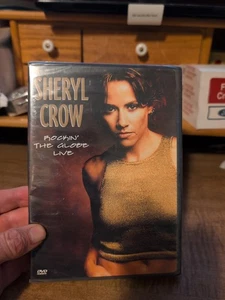 SHERYL
CROW
ROCKIN'
THE GLOBE
LIVE
DVD